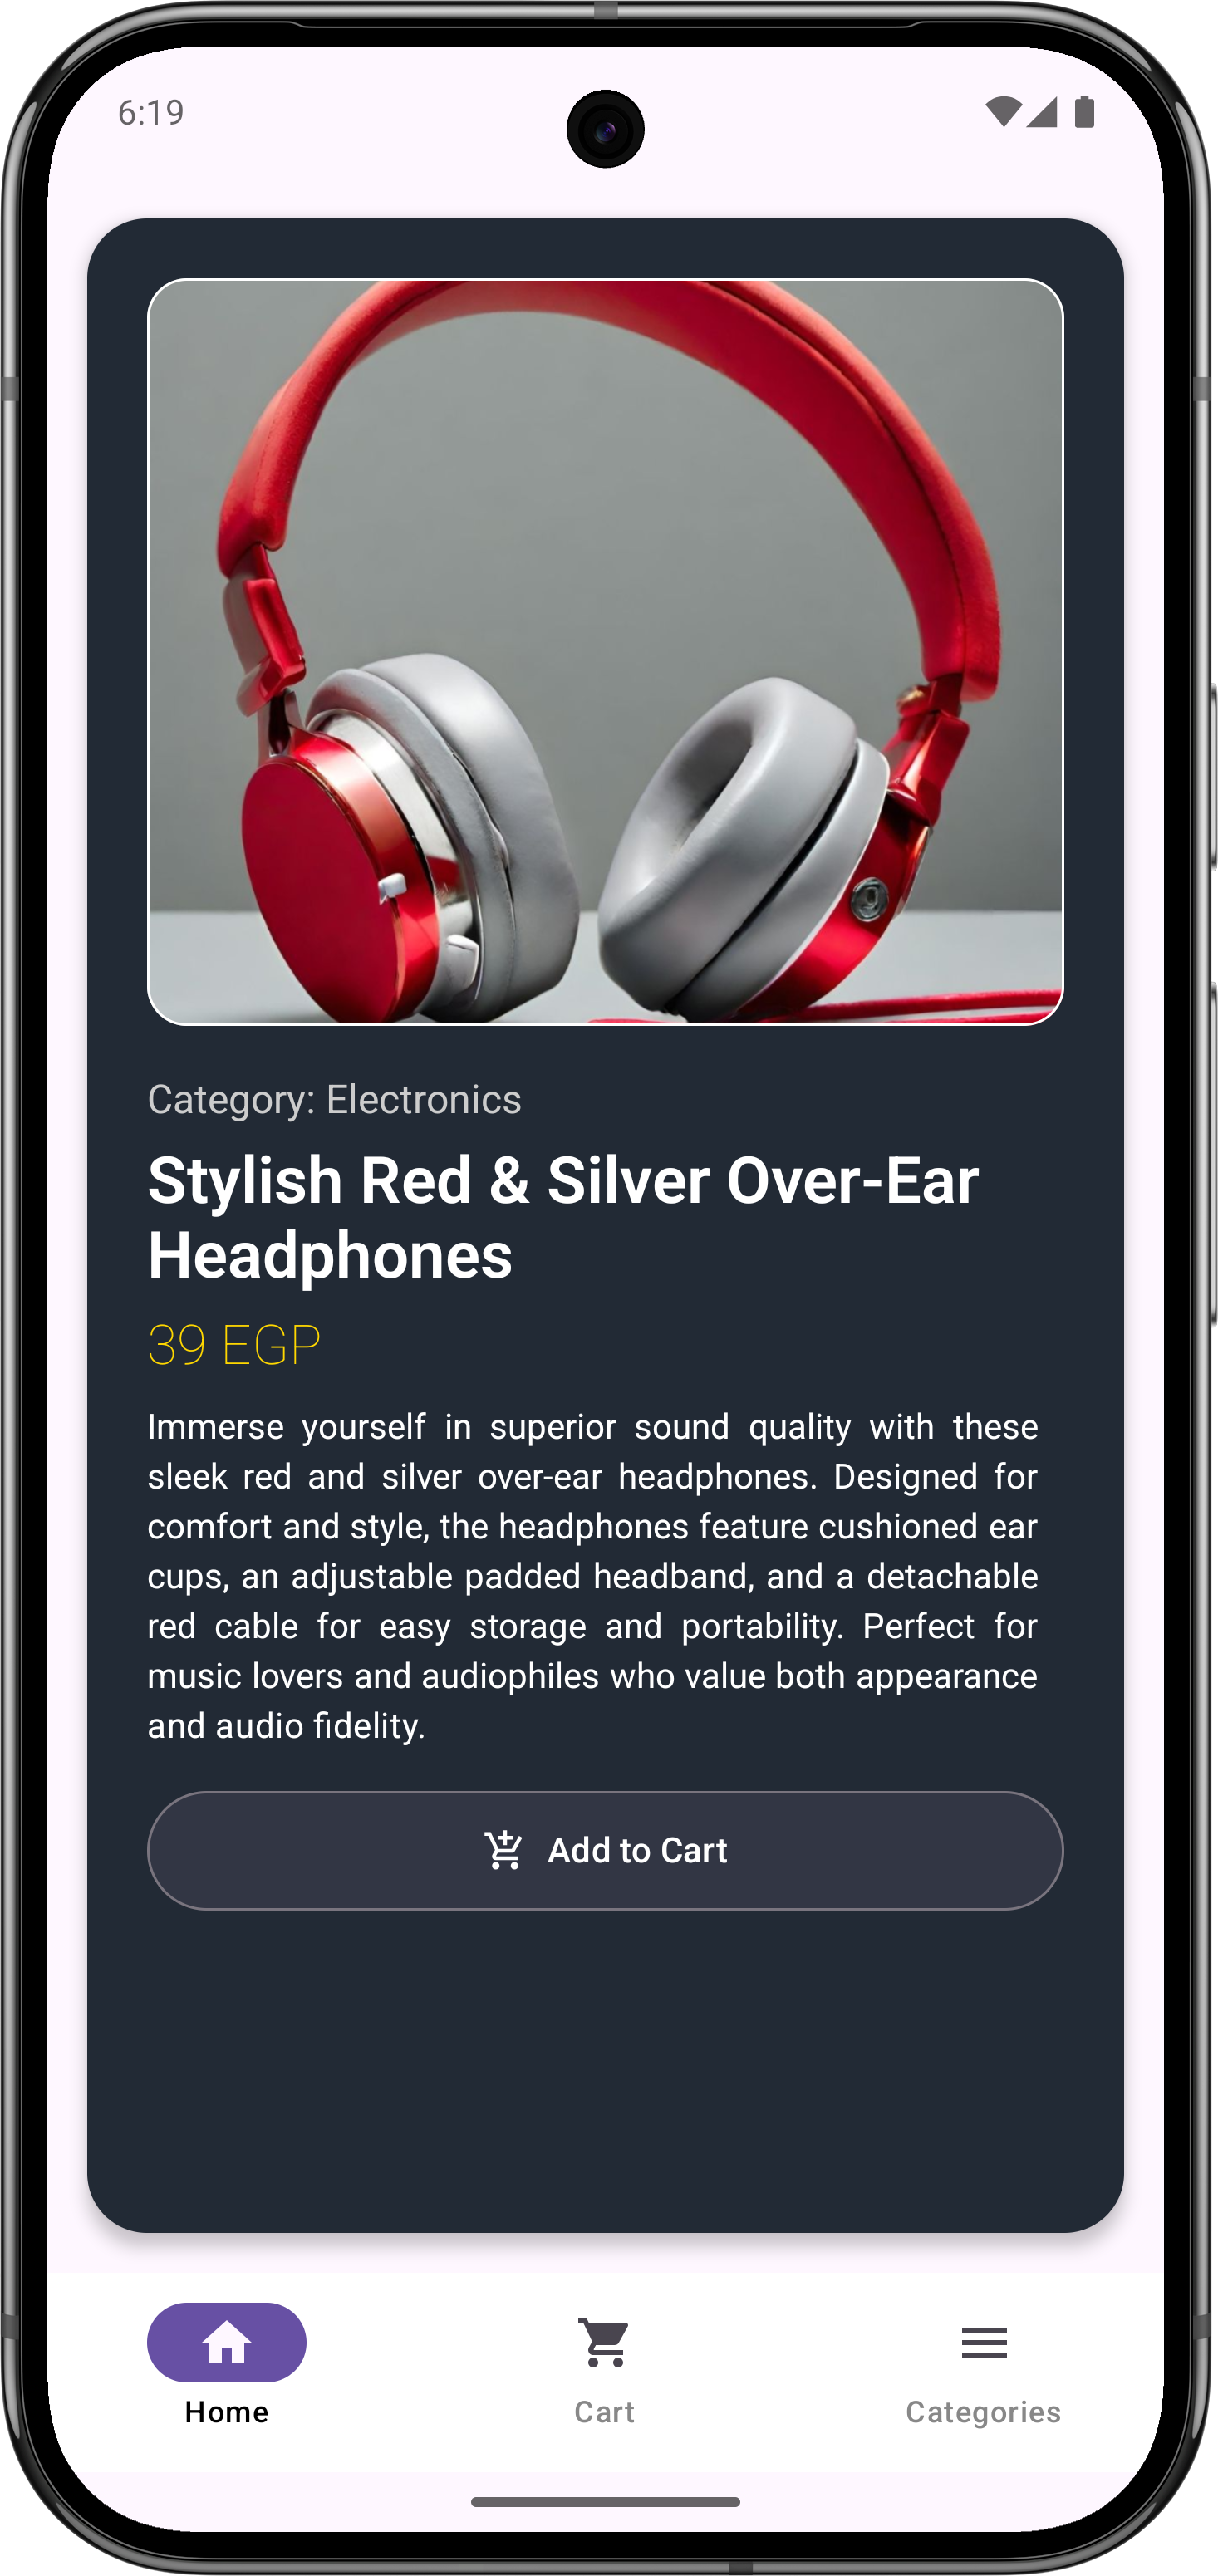 6:19
Category: Electronics
Stylish Red & Silver Over-Ear
Headphones
39 EGP
Immerse yourself in superior sound quality with these
sleek red and silver over-ear headphones. Designed for
comfort and style, the headphones feature cushioned ear
cups, an adjustable padded headband, and a detachable
red cable for easy storage and portability. Perfect for
music lovers and audiophiles who value both appearance
and audio fidelity.
Add to Cart
Home
Cart
Categories